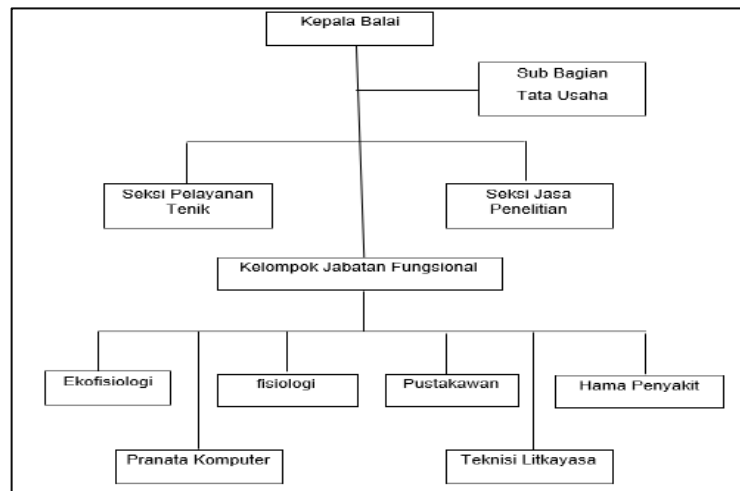 Kepala Balai
Sub Bagian
Tata Usaha
Seksi Pelayanan
Tenik
Seksi Jasa
Penelitian
Kelompok Jabatan Fungsional
Ekofisiologi
fisiologi
Pustakawan
Hama Penyakit
Pranata Komputer
Teknisi Litkayasa